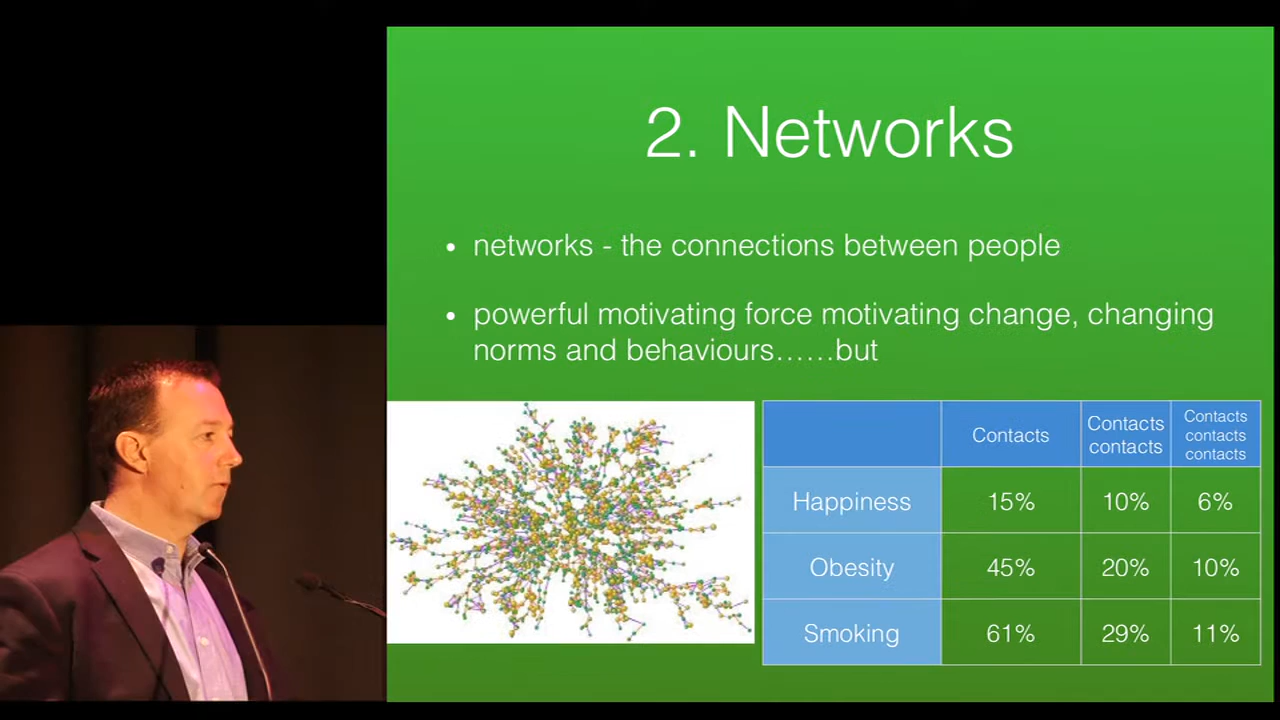 2. Networks
• networks - the connections between people
• powerful motivating force motivating change, changing
norms and behaviours......but
Contacts
Contacts
contacts
Contacts
contacts
contacts
Happiness 15% 10% 6%
Obesity 45% 20% 10%
Smoking 61% 29% 11%